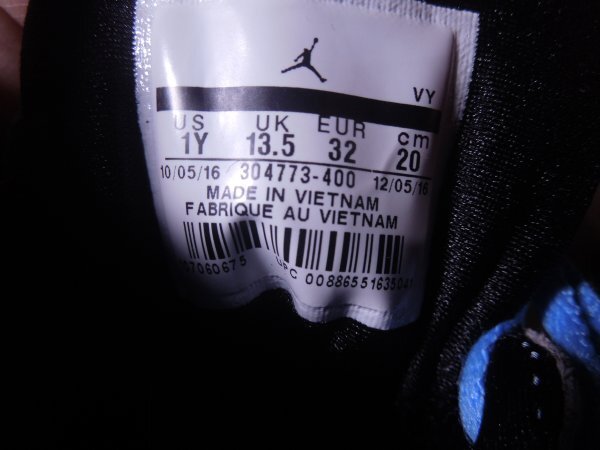 VY
US UK EUR cm
1Y 13.5 32 20
10/05/16 304773-400 12/05/16
MADE IN VIETNAM
FABRIQUE AU VIETNAM
UPC